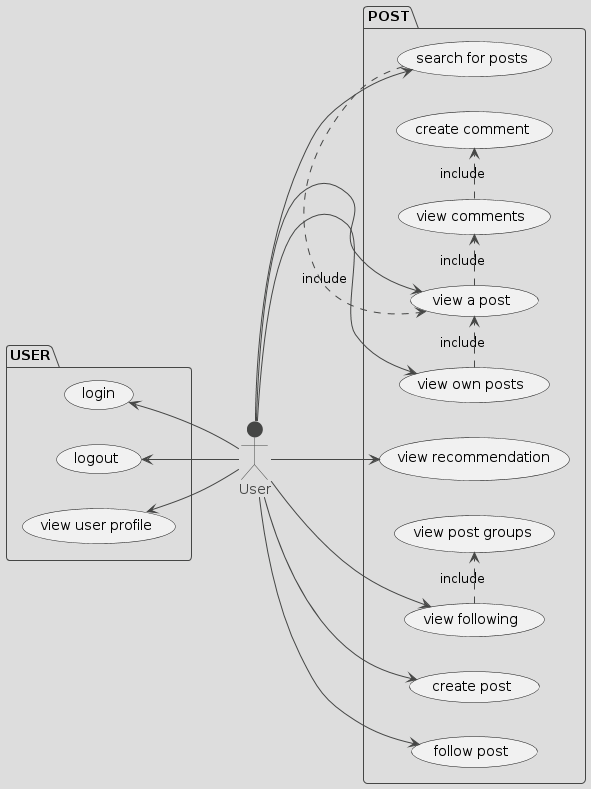 POST
search for posts
create comment
include
view comments
include
include
view a post
include
view own posts
USER
login
logout
view user profile
User
view recommendation
view post groups
include
view following
create post
follow post